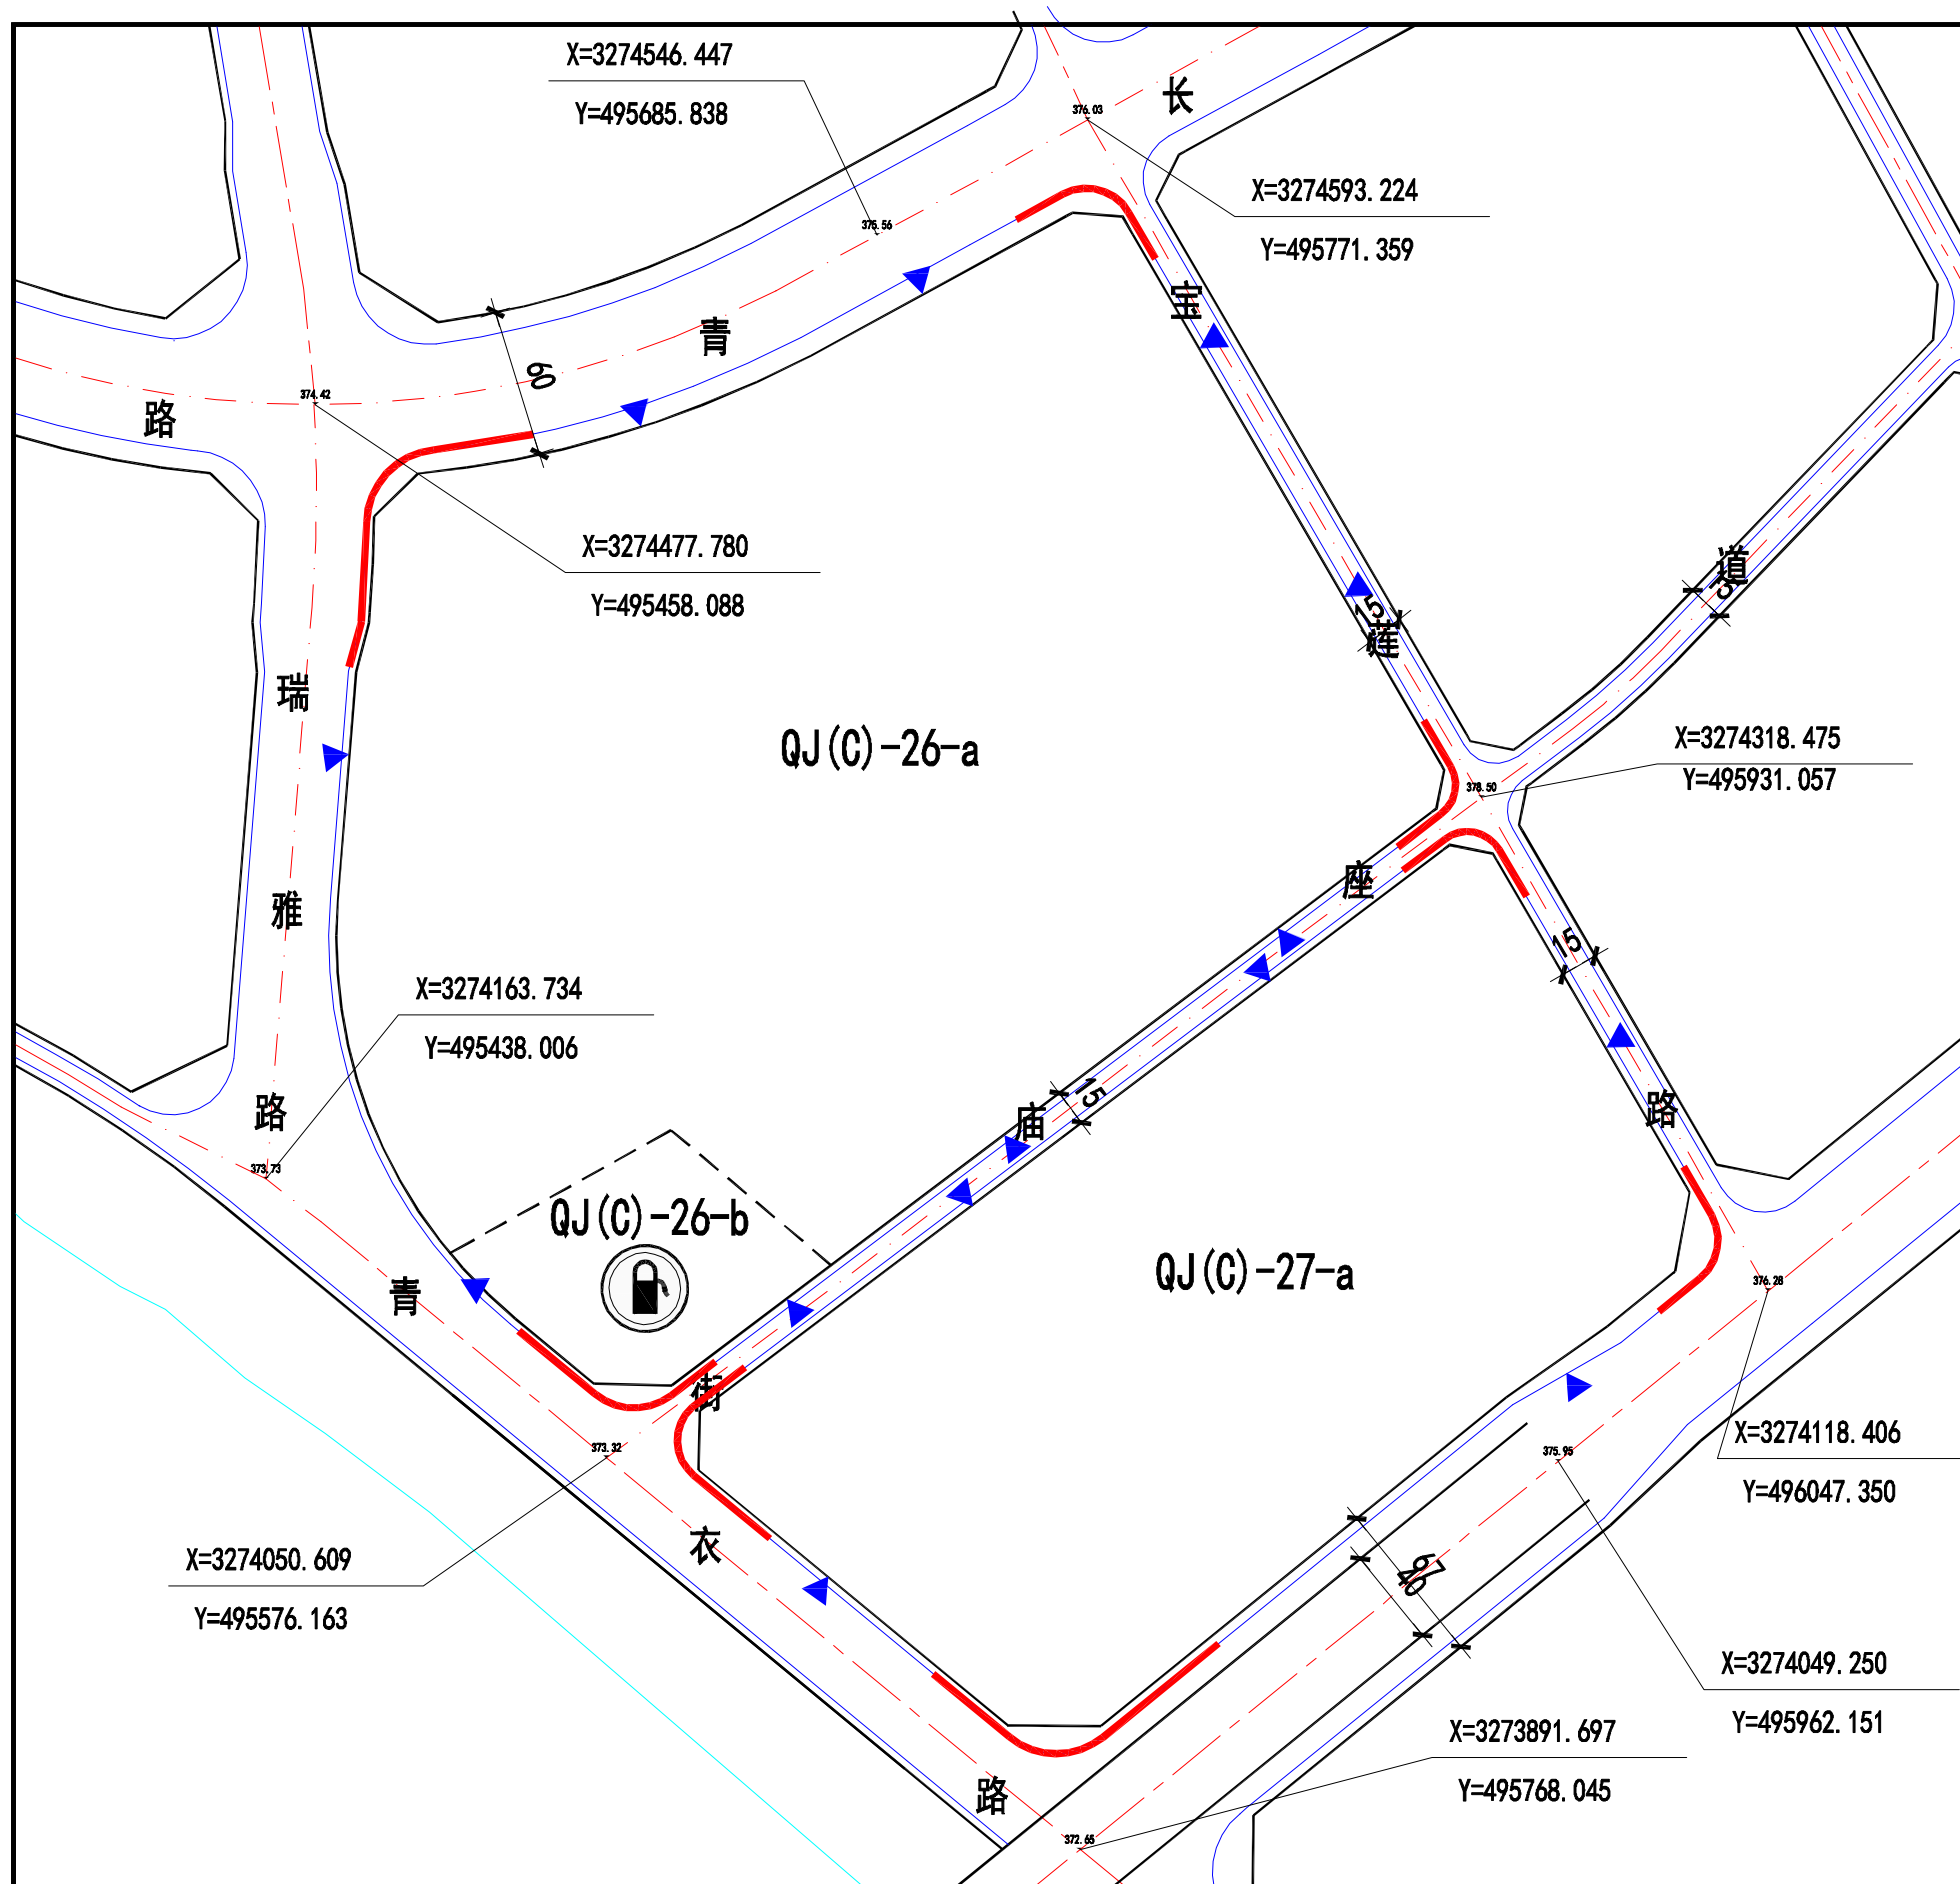 X=3274546.447
Y=495685.838
长
376.03
X=3274593.224
Y=495771.359
375.56
宝
青
60
374.42
路
X=3274477.780
Y=495458.088
道
15
莲
瑞
QJ(C)-26-a
X=3274318.475
Y=495931.057
378.50
座
雅
15
X=3274163.734
Y=495438.006
15
庙
路
路
373.73
QJ(C)-26-b
QJ(C)-27-a
376.28
青
街
X=3274118.406
Y=496047.350
373.32
375.95
衣
67
40
X=3274050.609
Y=495576.163
X=3274049.250
Y=495962.151
X=3273891.697
Y=495768.045
路
372.65